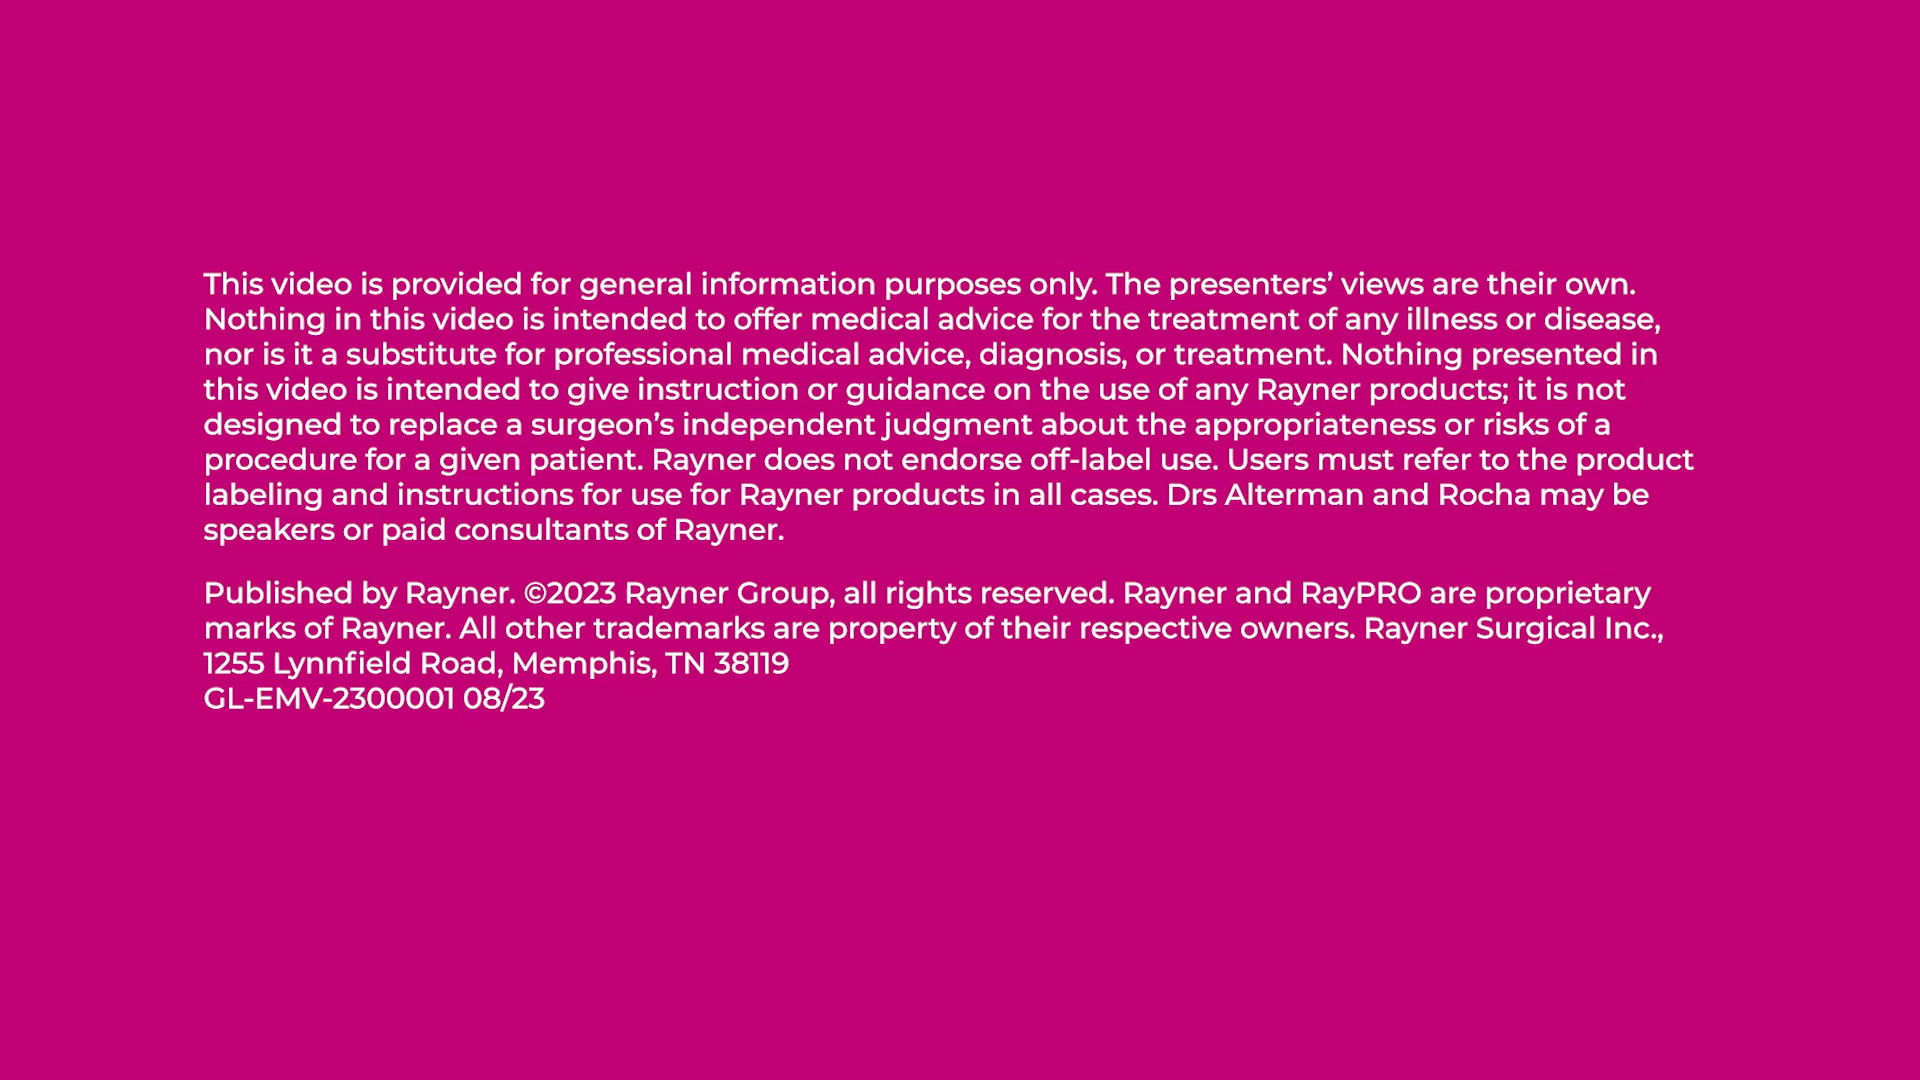 This video is provided for general information purposes only. The presenters’ views are their own.
Nothing in this video is intended to offer medical advice for the treatment of any illness or disease,
nor is it a substitute for professional medical advice, diagnosis, or treatment. Nothing presented in
this video is intended to give instruction or guidance on the use of any Rayner products; it is not
designed to replace a surgeon’s independent judgment about the appropriateness or risks of a
procedure for a given patient. Rayner does not endorse off-label use. Users must refer to the product
labeling and instructions for use for Rayner products in all cases. Drs Alterman and Rocha may be
speakers or paid consultants of Rayner.
Published by Rayner. ©2023 Rayner Group, all rights reserved. Rayner and RayPRO are proprietary
marks of Rayner. All other trademarks are property of their respective owners. Rayner Surgical Inc.,
1255 Lynnfield Road, Memphis, TN 38119
GL-EMV-2300001 08/23